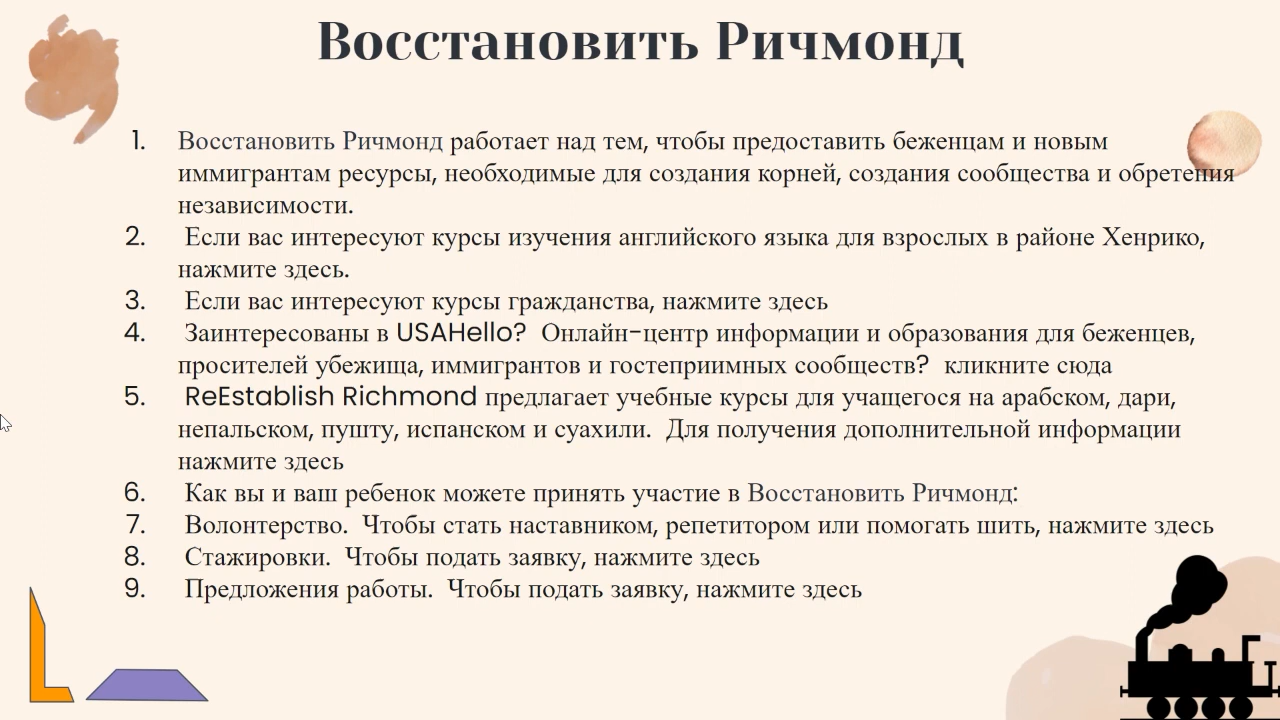 Восстановить Ричмонд
1. Восстановить Ричмонд работает над тем, чтобы предоставить беженцам и новым
иммигрантам ресурсы, необходимые для создания корней, создания сообщества и обретения
независимости.
2. Если вас интересуют курсы изучения английского языка для взрослых в районе Хенрико,
нажмите здесь.
3. Если вас интересуют курсы гражданства, нажмите здесь
4. Заинтересованы в USAHello? Онлайн-центр информации и образования для беженцев,
просителей убежища, иммигрантов и гостеприимных сообществ? кликните сюда
5. ReEstablish Richmond предлагает учебные курсы для учащегося на арабском, дари,
непальском, пушту, испанском и суахили. Для получения дополнительной информации
нажмите здесь
6. Как вы и ваш ребенок можете принять участие в Восстановить Ричмонд:
7. Волонтерство. Чтобы стать наставником, репетитором или помогать шить, нажмите здесь
8. Стажировки. Чтобы подать заявку, нажмите здесь
9. Предложения работы. Чтобы подать заявку, нажмите здесь